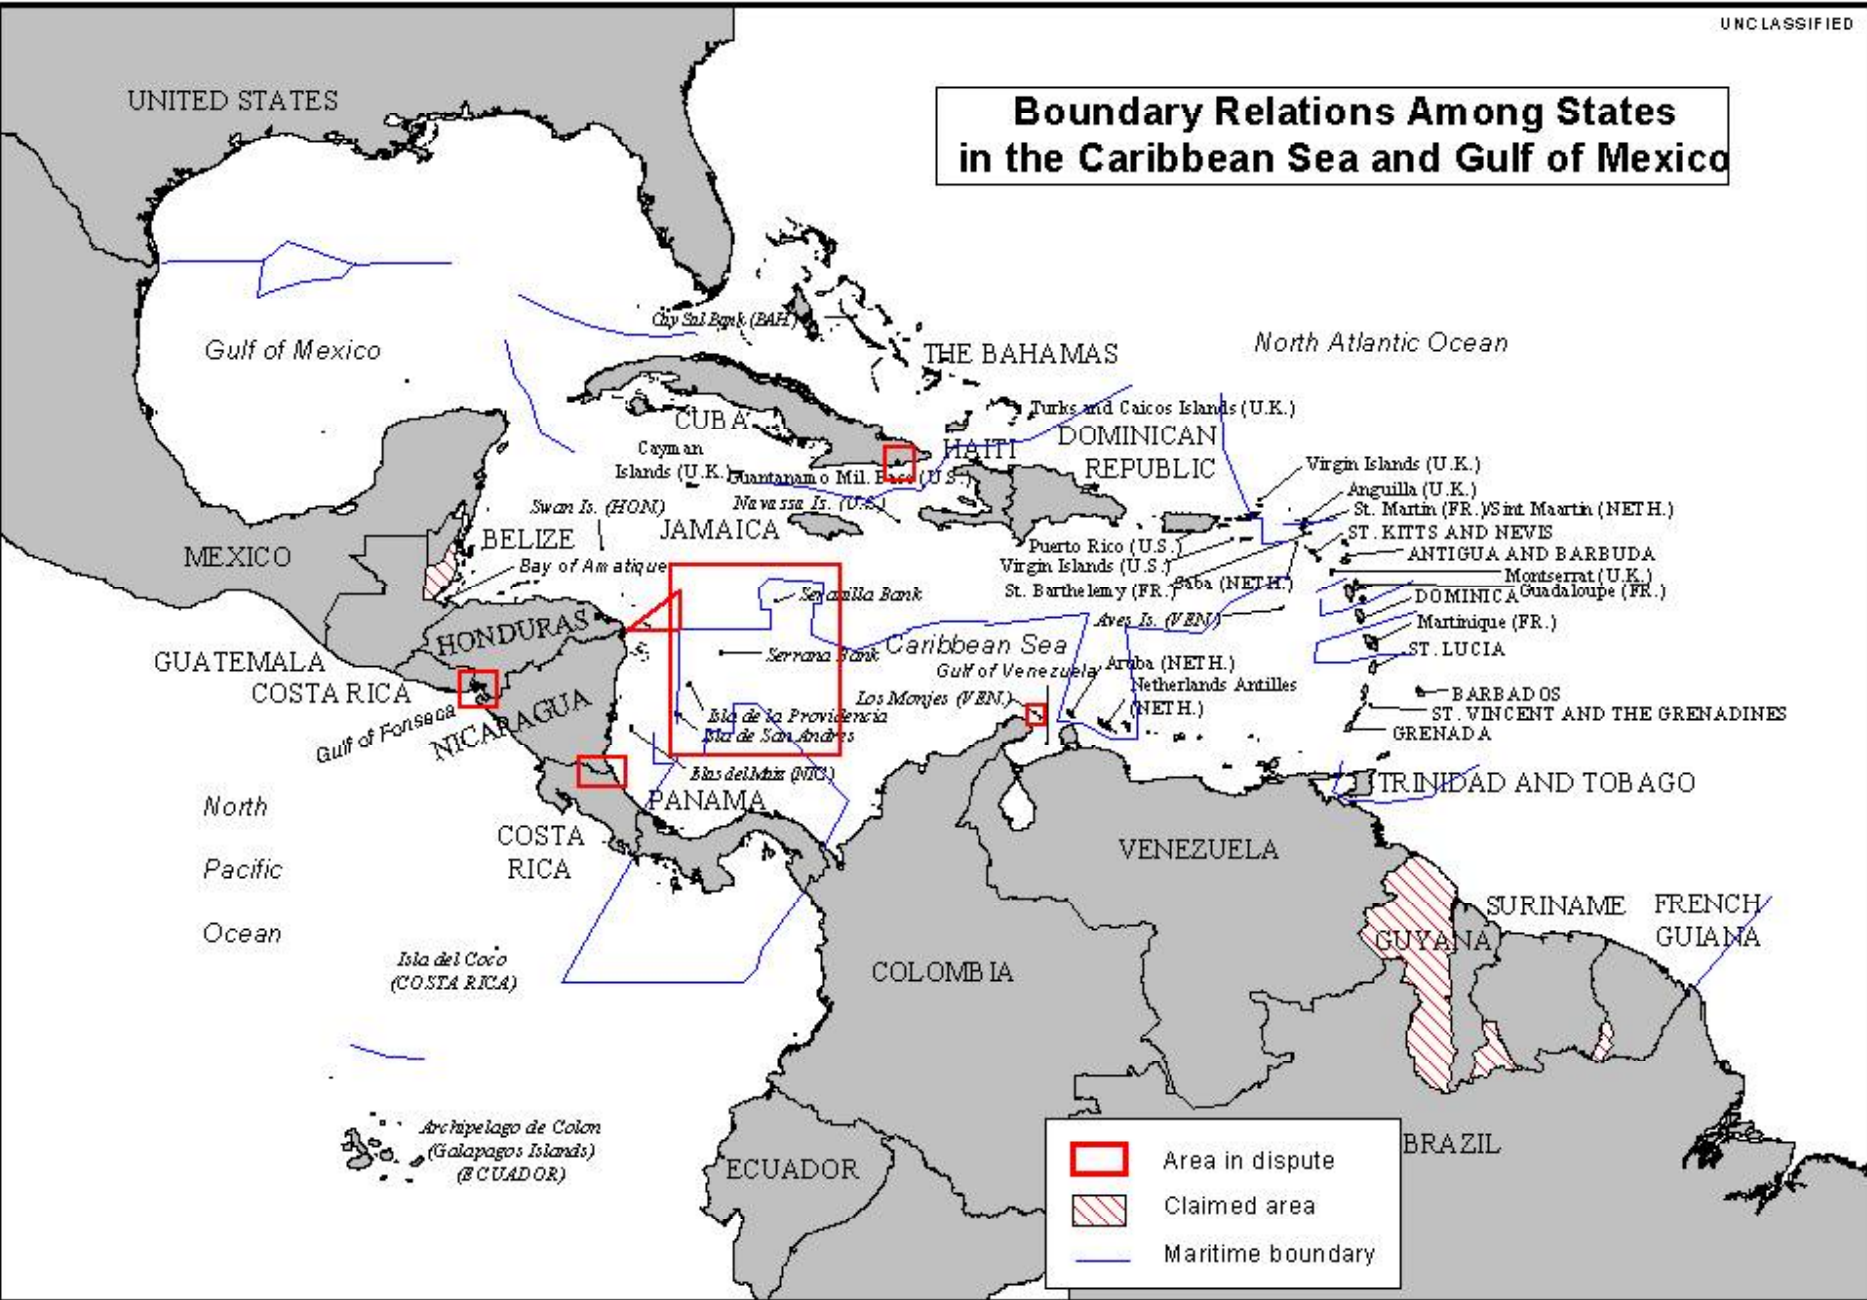 UNCLASSIFIED
Boundary Relations Among States
in the Caribbean Sea and Gulf of Mexico
UNITED STATES
Gulf of Mexico
Cay Sal Bank (BAH)
North Atlantic Ocean
THE BAHAMAS
Turks and Caicos Islands (U.K.)
CUBA
HAITI
DOMINICAN
REPUBLIC
Cayman
Islands (U.K.)
Guantanamo Mil. Base (U.S.)
Navassa Is. (U.S.)
Swan Is. (HON)
JAMAICA
Virgin Islands (U.K.)
Anguilla (U.K.)
St. Martin (FR.)/Sint Maartin (NETH.)
ST. KITTS AND NEVIS
ANTIGUA AND BARBUDA
Montserrat (U.K.)
Guadaloupe (FR.)
DOMINICA
Martinique (FR.)
ST. LUCIA
BARBADOS
ST. VINCENT AND THE GRENADINES
GRENADA
Puerto Rico (U.S.)
Virgin Islands (U.S.)
St. Barthelemy (FR.)
Saba (NETH.)
Aves Is. (VEN)
MEXICO
BELIZE
Bay of Amatique
Seranilla Bank
HONDURAS
Serrana Bank
Caribbean Sea
Gulf of Venezuela
Aruba (NETH.)
Netherlands Antilles
(NETH.)
Los Monjes (VEN.)
GUATEMALA
COSTA RICA
Gulf of Fonseca
NICARAGUA
Isla de la Providencia
Isla de San Andres
Islas del Maiz (NIC.)
PANAMA
TRINIDAD AND TOBAGO
North
Pacific
Ocean
COSTA
RICA
VENEZUELA
SURINAME
FRENCH
GUIANA
GUYANA
Isla del Coco
(COSTA RICA)
COLOMBIA
Archipelago de Colon
(Galapagos Islands)
(ECUADOR)
ECUADOR
BRAZIL
Area in dispute
Claimed area
Maritime boundary